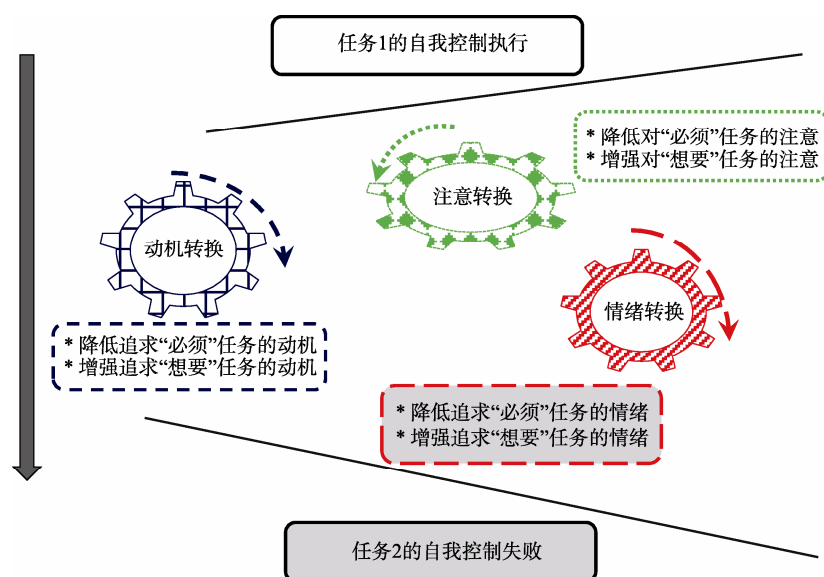 任务1的自我控制执行
* 降低对“必须”任务的注意
* 增强对“想要”任务的注意
注意转换
动机转换
情绪转换
* 降低追求“必须”任务的动机
* 增强追求“想要”任务的动机
* 降低追求“必须”任务的情绪
* 增强追求“想要”任务的情绪
任务2的自我控制失败